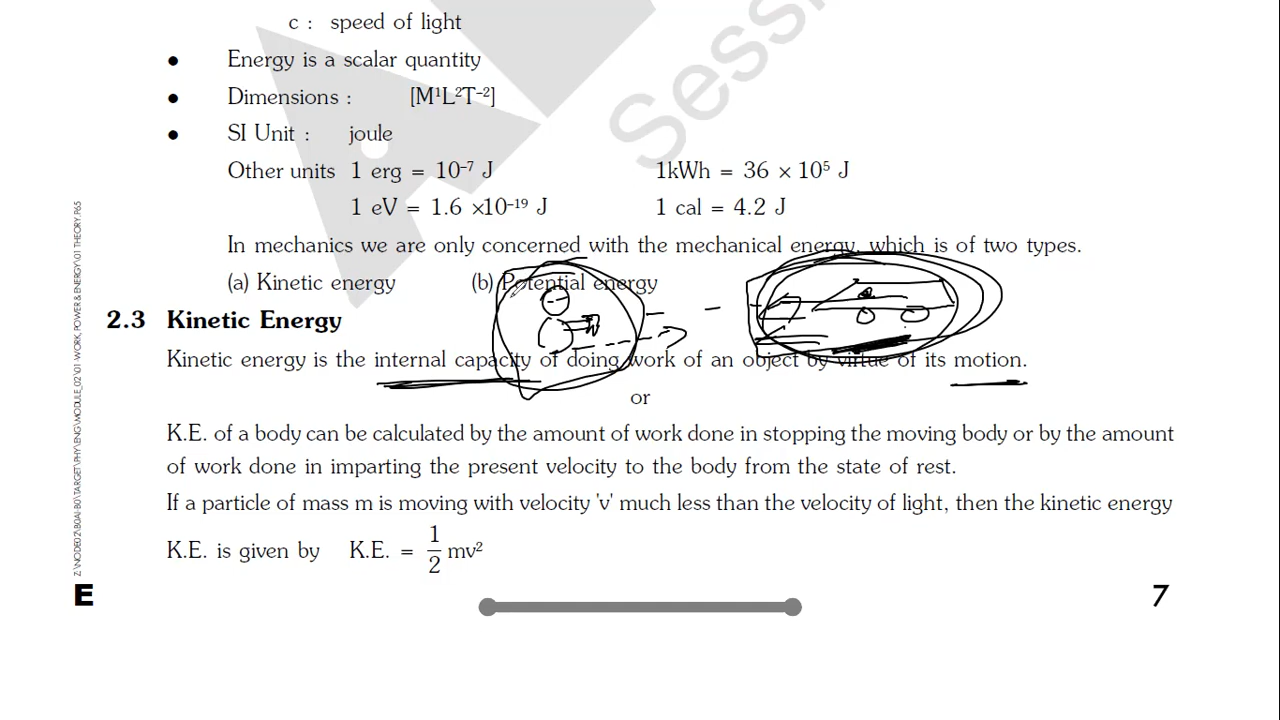 c : speed of light
• Energy is a scalar quantity
• Dimensions : [M¹L²T⁻²]
• SI Unit : joule
Other units 1 erg = 10⁻⁷ J 1kWh = 36 × 10⁵ J
1 eV = 1.6 ×10⁻¹⁹ J 1 cal = 4.2 J
In mechanics we are only concerned with the mechanical energy, which is of two types.
(a) Kinetic energy (b) Potential energy
2.3 Kinetic Energy
Kinetic energy is the internal capacity of doing work of an object by virtue of its motion.
or
K.E. of a body can be calculated by the amount of work done in stopping the moving body or by the amount
of work done in imparting the present velocity to the body from the state of rest.
If a particle of mass m is moving with velocity 'v' much less than the velocity of light, then the kinetic energy
K.E. is given by K.E. = 1/2 mv²
E 7
Sessi